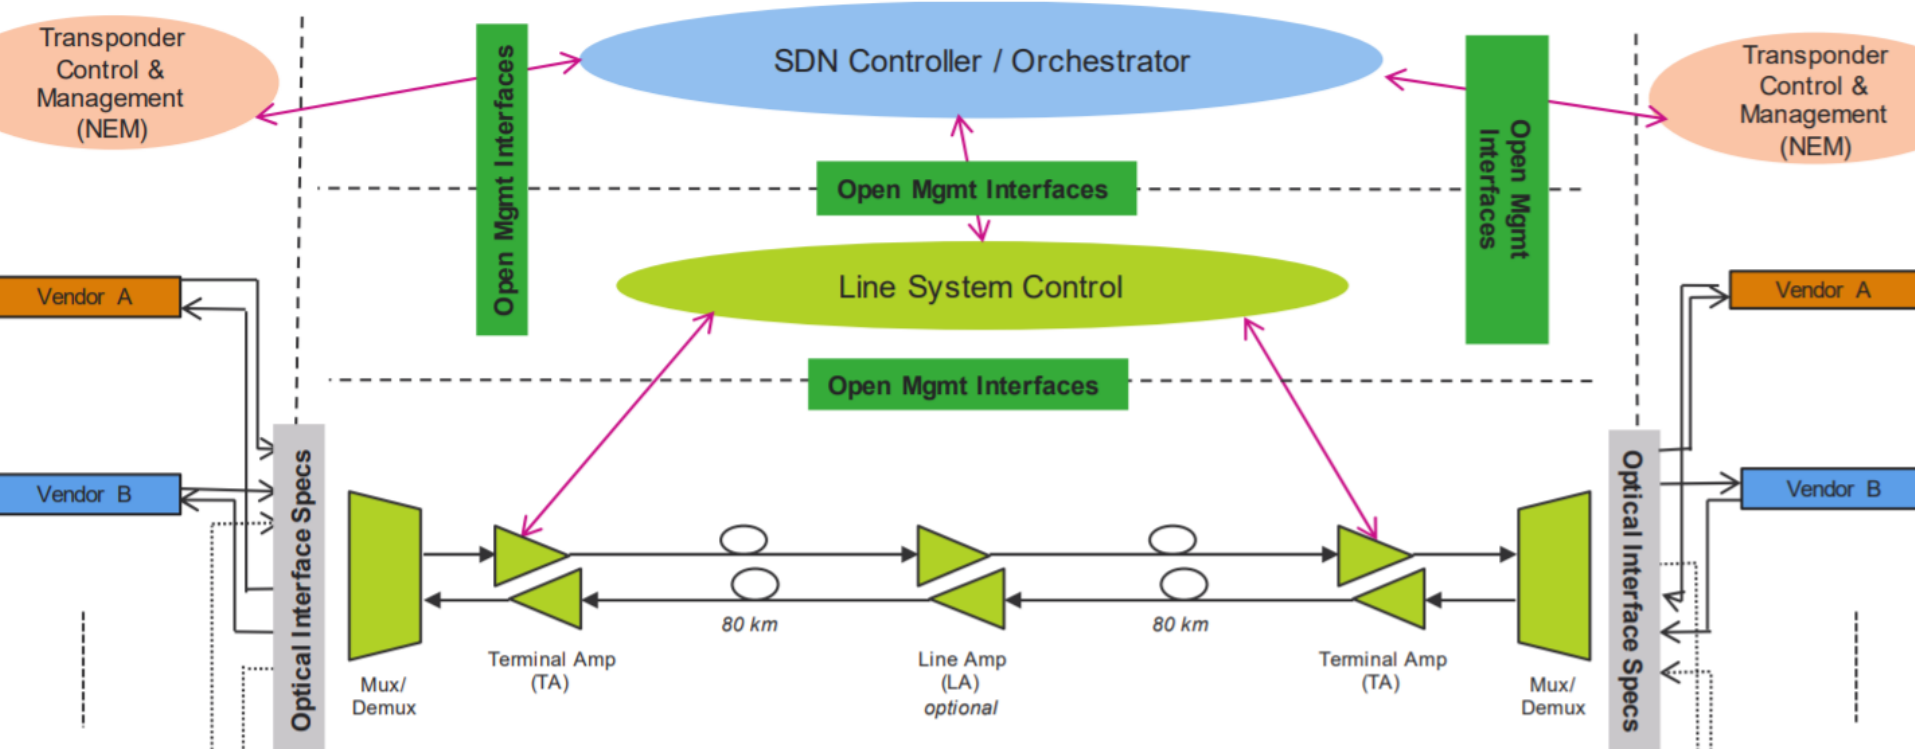 Transponder
Control &
Management
(NEM)
SDN Controller / Orchestrator
Transponder
Control &
Management
(NEM)
Open Mgmt Interfaces
Open Mgmt Interfaces
Open Mgmt
Interfaces
Line System Control
Open Mgmt Interfaces
Vendor A
Vendor A
Vendor B
Vendor B
Optical Interface Specs
Optical Interface Specs
80 km
80 km
Terminal Amp
(TA)
Line Amp
(LA)
optional
Terminal Amp
(TA)
Mux/
Demux
Mux/
Demux